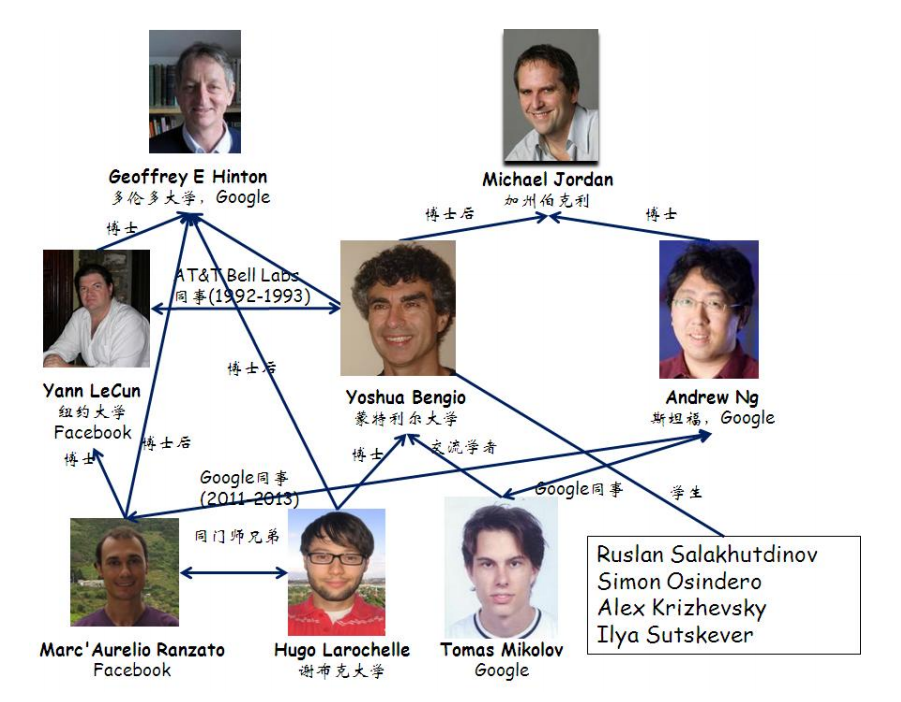 Geoffrey E Hinton
多伦多大学, Google
Michael Jordan
加州伯克利
博士
博士后
博士
AT&T Bell Labs
同事(1992-1993)
博士后
Yann LeCun
纽约大学
Facebook
Yoshua Bengio
蒙特利尔大学
Andrew Ng
斯坦福, Google
博士
博士后
博士
交流学者
Google同事
(2011-2013)
Google同事
学生
同门师兄弟
Ruslan Salakhutdinov
Simon Osindero
Alex Krizhevsky
Ilya Sutskever
Marc'Aurelio Ranzato
Facebook
Hugo Larochelle
谢布克大学
Tomas Mikolov
Google